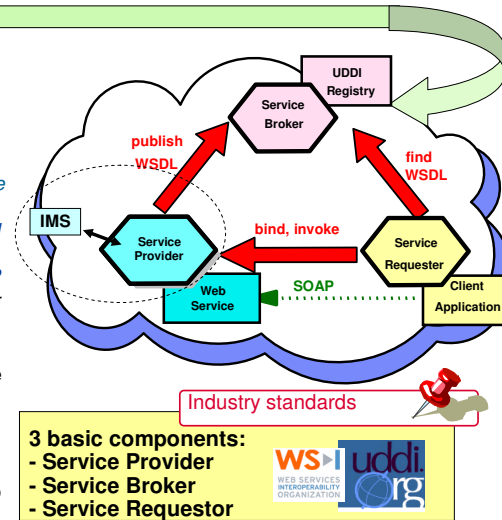 UDDI
Registry
Service
Broker
publish
WSDL
find
WSDL
IMS
bind, invoke
Service
Provider
Service
Requester
Web
Service
SOAP
Client
Application
Industry standards
3 basic components:
- Service Provider
- Service Broker
- Service Requestor
WS I
WEB SERVICES
INTEROPERABILITY
ORGANIZATION
uddi.
org